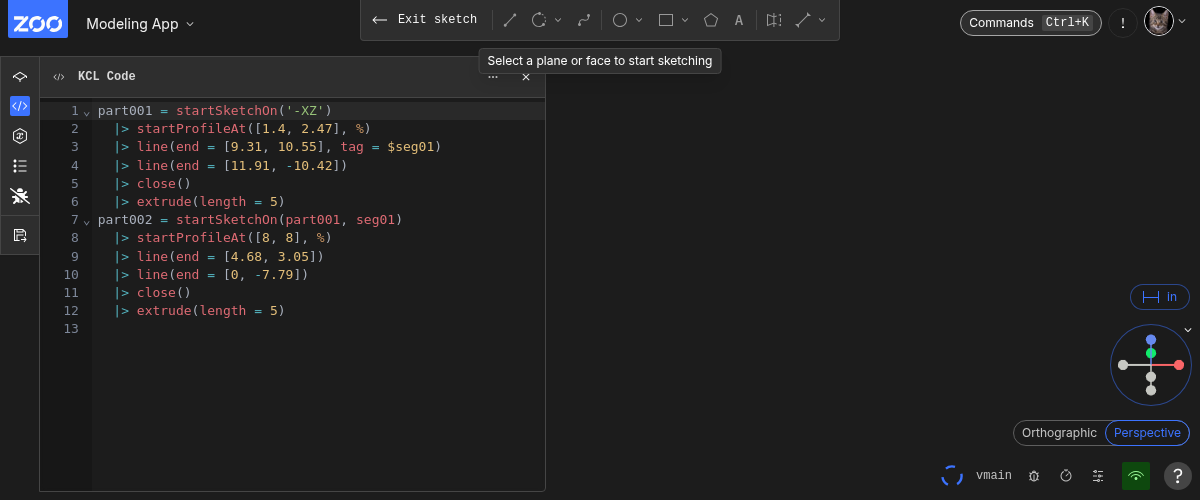 ZOO Modeling App
Exit sketch
A
Commands Ctrl+K
!
Select a plane or face to start sketching
KCL Code
1 part001 = startSketchOn('-XZ')
2   |> startProfileAt([1.4, 2.47], %)
3   |> line(end = [9.31, 10.55], tag = $seg01)
4   |> line(end = [11.91, -10.42])
5   |> close()
6   |> extrude(length = 5)
7 part002 = startSketchOn(part001, seg01)
8   |> startProfileAt([8, 8], %)
9   |> line(end = [4.68, 3.05])
10   |> line(end = [0, -7.79])
11   |> close()
12   |> extrude(length = 5)
13
in
Orthographic Perspective
vmain
?